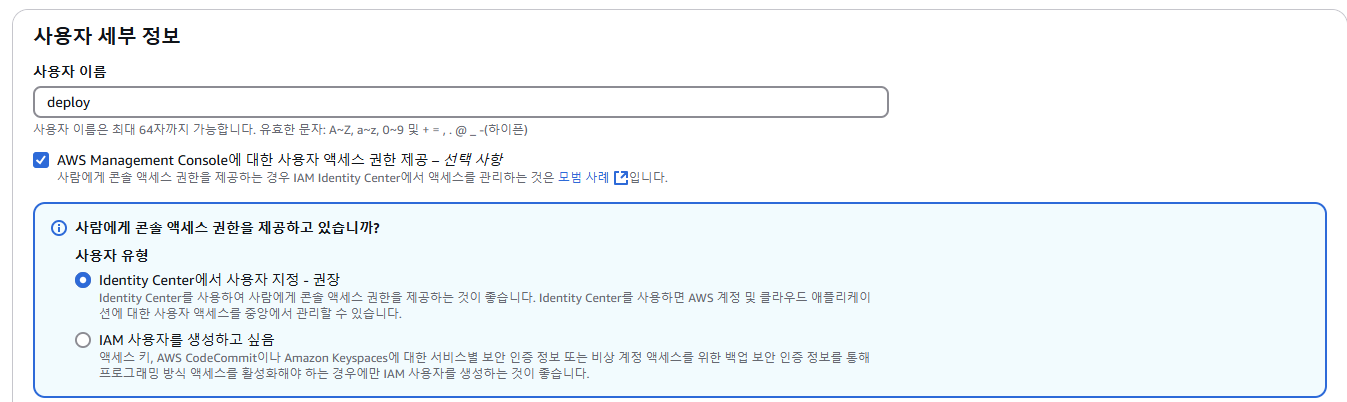 사용자 세부 정보
사용자 이름
deploy
사용자 이름은 최대 64자까지 가능합니다. 유효한 문자: A~Z, a~z, 0~9 및 + = , . @ _ -(하이픈)
AWS Management Console에 대한 사용자 액세스 권한 제공 – 선택 사항
사람에게 콘솔 액세스 권한을 제공하는 경우 IAM Identity Center에서 액세스를 관리하는 것은 모범 사례 입니다.
사람에게 콘솔 액세스 권한을 제공하고 있습니까?
사용자 유형
Identity Center에서 사용자 지정 - 권장
Identity Center를 사용하여 사람에게 콘솔 액세스 권한을 제공하는 것이 좋습니다. Identity Center를 사용하면 AWS 계정 및 클라우드 애플리케이
션에 대한 사용자 액세스를 중앙에서 관리할 수 있습니다.
IAM 사용자를 생성하고 싶음
액세스 키, AWS CodeCommit이나 Amazon Keyspaces에 대한 서비스별 보안 인증 정보 또는 비상 계정 액세스를 위한 백업 보안 인증 정보를 통해
프로그래밍 방식 액세스를 활성화해야 하는 경우에만 IAM 사용자를 생성하는 것이 좋습니다.